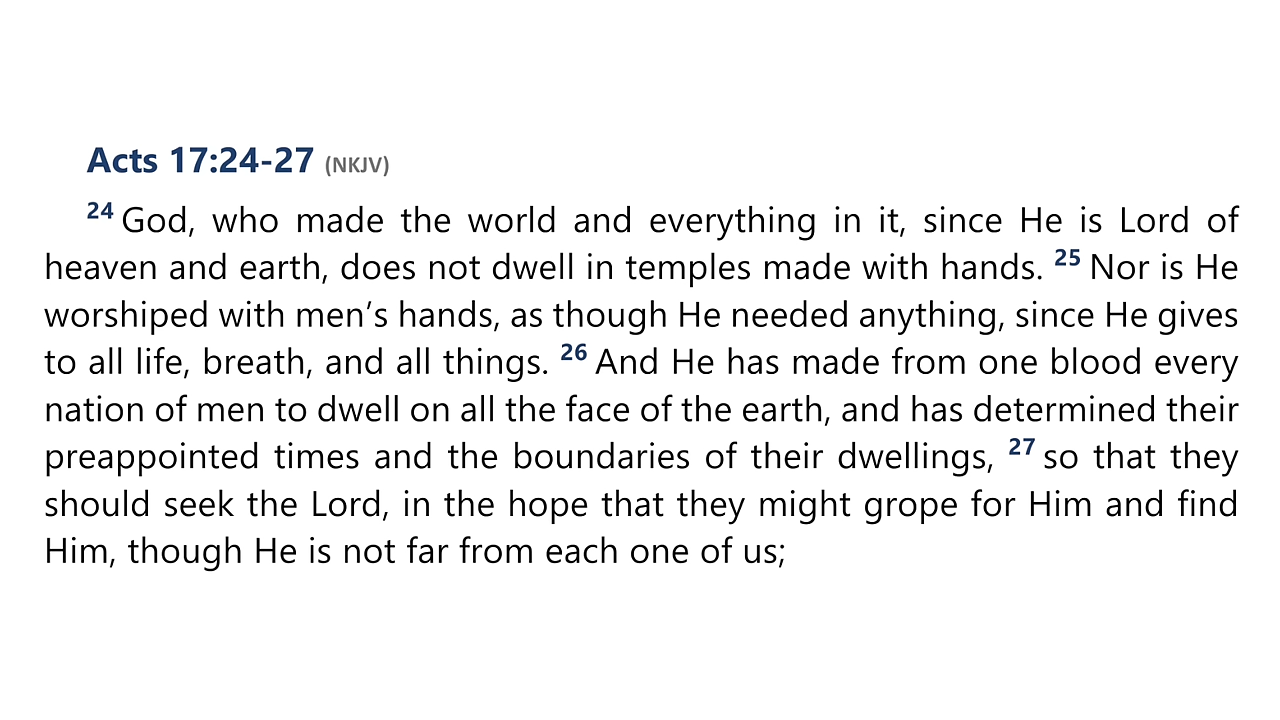 Acts 17:24-27 (NKJV)
24 God, who made the world and everything in it, since He is Lord of
heaven and earth, does not dwell in temples made with hands. 25 Nor is He
worshiped with men’s hands, as though He needed anything, since He gives
to all life, breath, and all things. 26 And He has made from one blood every
nation of men to dwell on all the face of the earth, and has determined their
preappointed times and the boundaries of their dwellings, 27 so that they
should seek the Lord, in the hope that they might grope for Him and find
Him, though He is not far from each one of us;